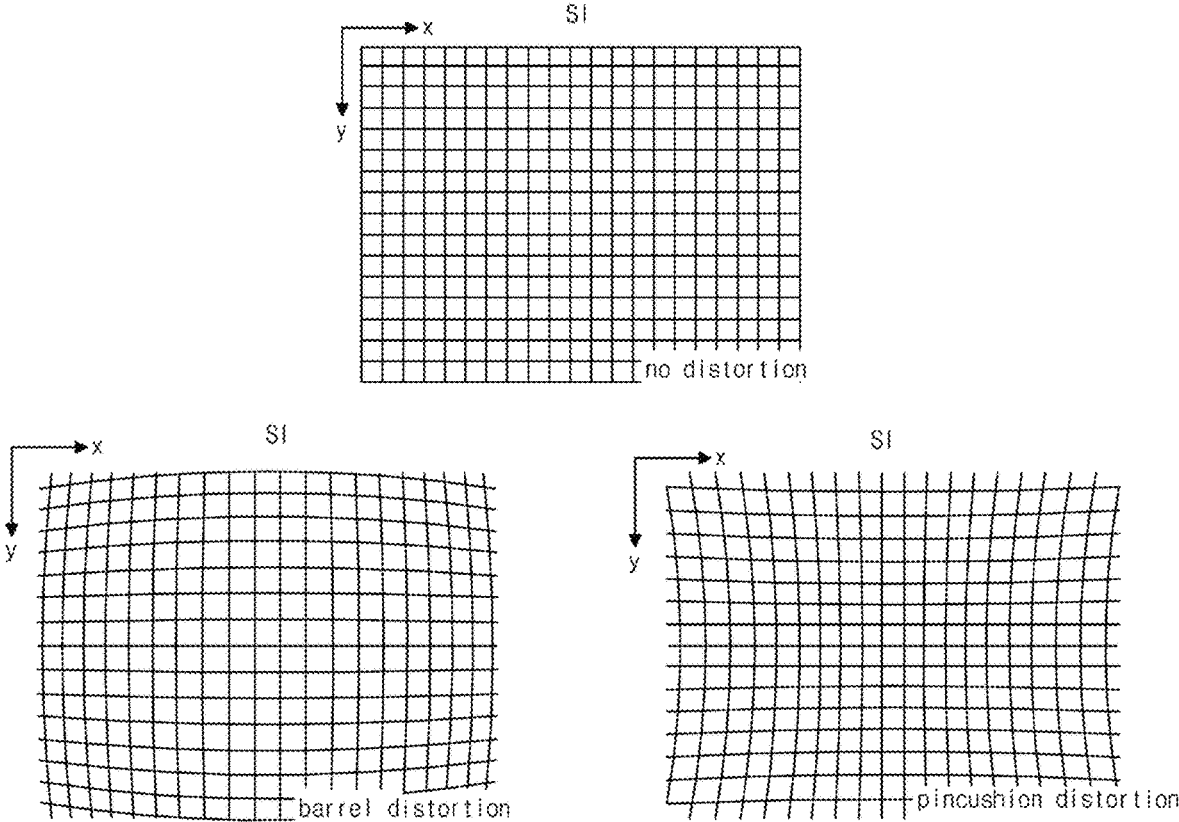 SI
x
y
no distortion
SI
x
y
barrel distortion
SI
x
y
pincushion distortion